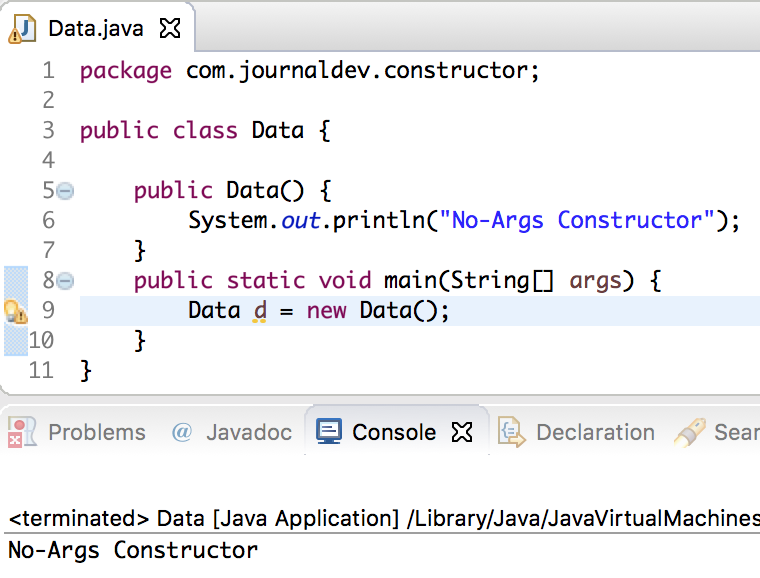 Data.java
1 package com.journaldev.constructor;
2
3 public class Data {
4
5 public Data() {
6 System.out.println("No-Args Constructor");
7 }
8 public static void main(String[] args) {
9 Data d = new Data();
10 }
11 }
Problems @ Javadoc Console Declaration Sear
<terminated> Data [Java Application] /Library/Java/JavaVirtualMachines
No-Args Constructor